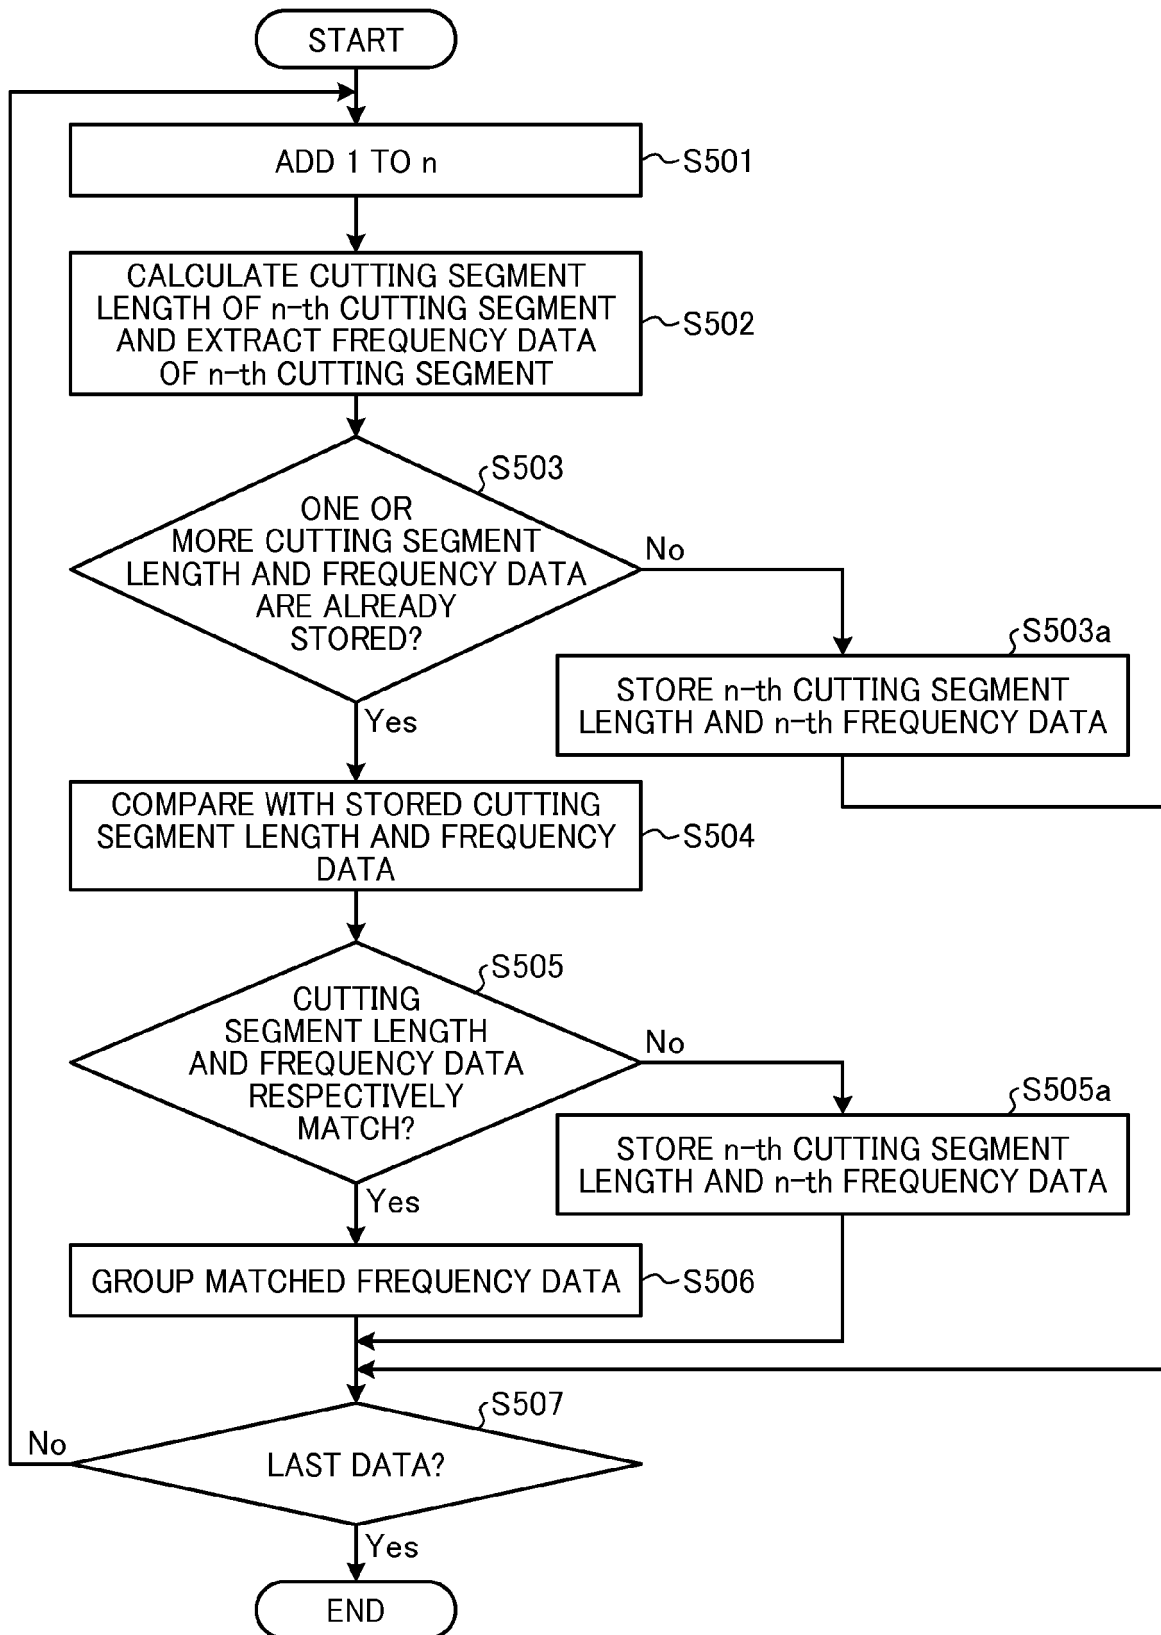 START
ADD 1 TO n
S501
CALCULATE CUTTING SEGMENT
LENGTH OF n-th CUTTING SEGMENT
AND EXTRACT FREQUENCY DATA
OF n-th CUTTING SEGMENT
S502
S503
ONE OR
MORE CUTTING SEGMENT
LENGTH AND FREQUENCY DATA
ARE ALREADY
STORED?
No
Yes
S503a
STORE n-th CUTTING SEGMENT
LENGTH AND n-th FREQUENCY DATA
COMPARE WITH STORED CUTTING
SEGMENT LENGTH AND FREQUENCY
DATA
S504
S505
CUTTING
SEGMENT LENGTH
AND FREQUENCY DATA
RESPECTIVELY
MATCH?
No
Yes
S505a
STORE n-th CUTTING SEGMENT
LENGTH AND n-th FREQUENCY DATA
GROUP MATCHED FREQUENCY DATA
S506
S507
LAST DATA?
No
Yes
END